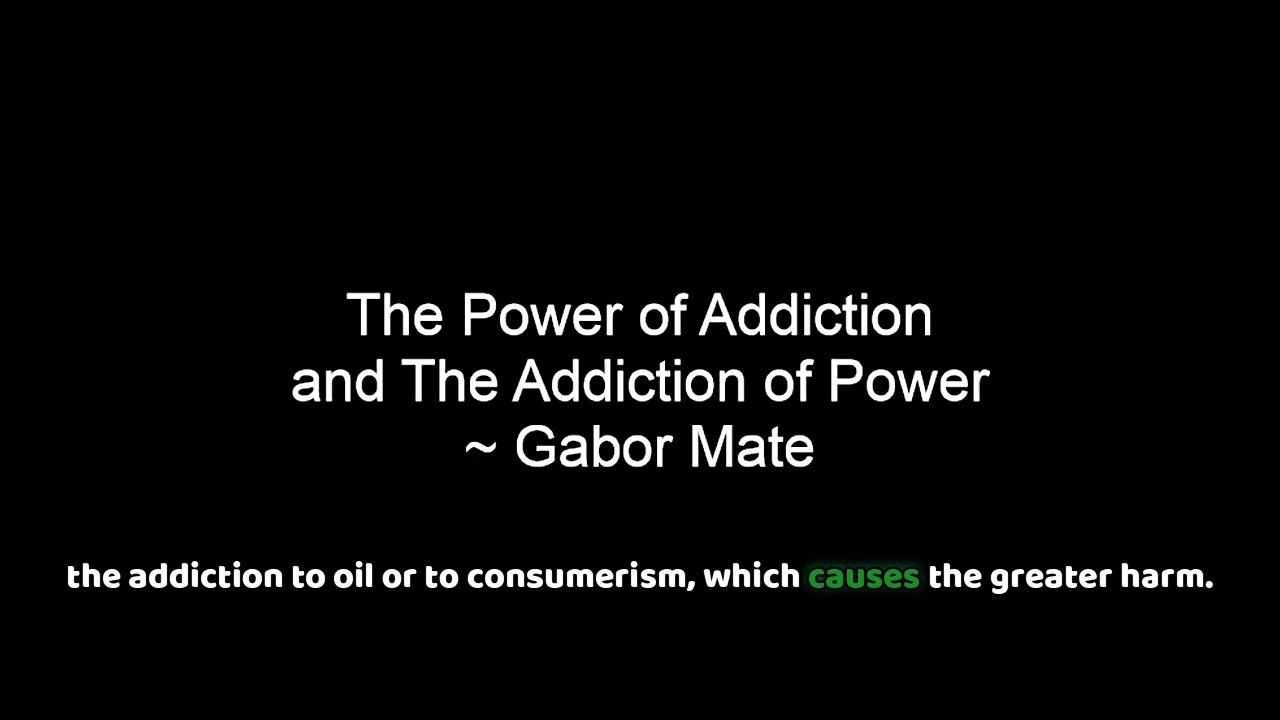 The Power of Addiction
and The Addiction of Power
~ Gabor Mate
the addiction to oil or to consumerism, which causes the greater harm.